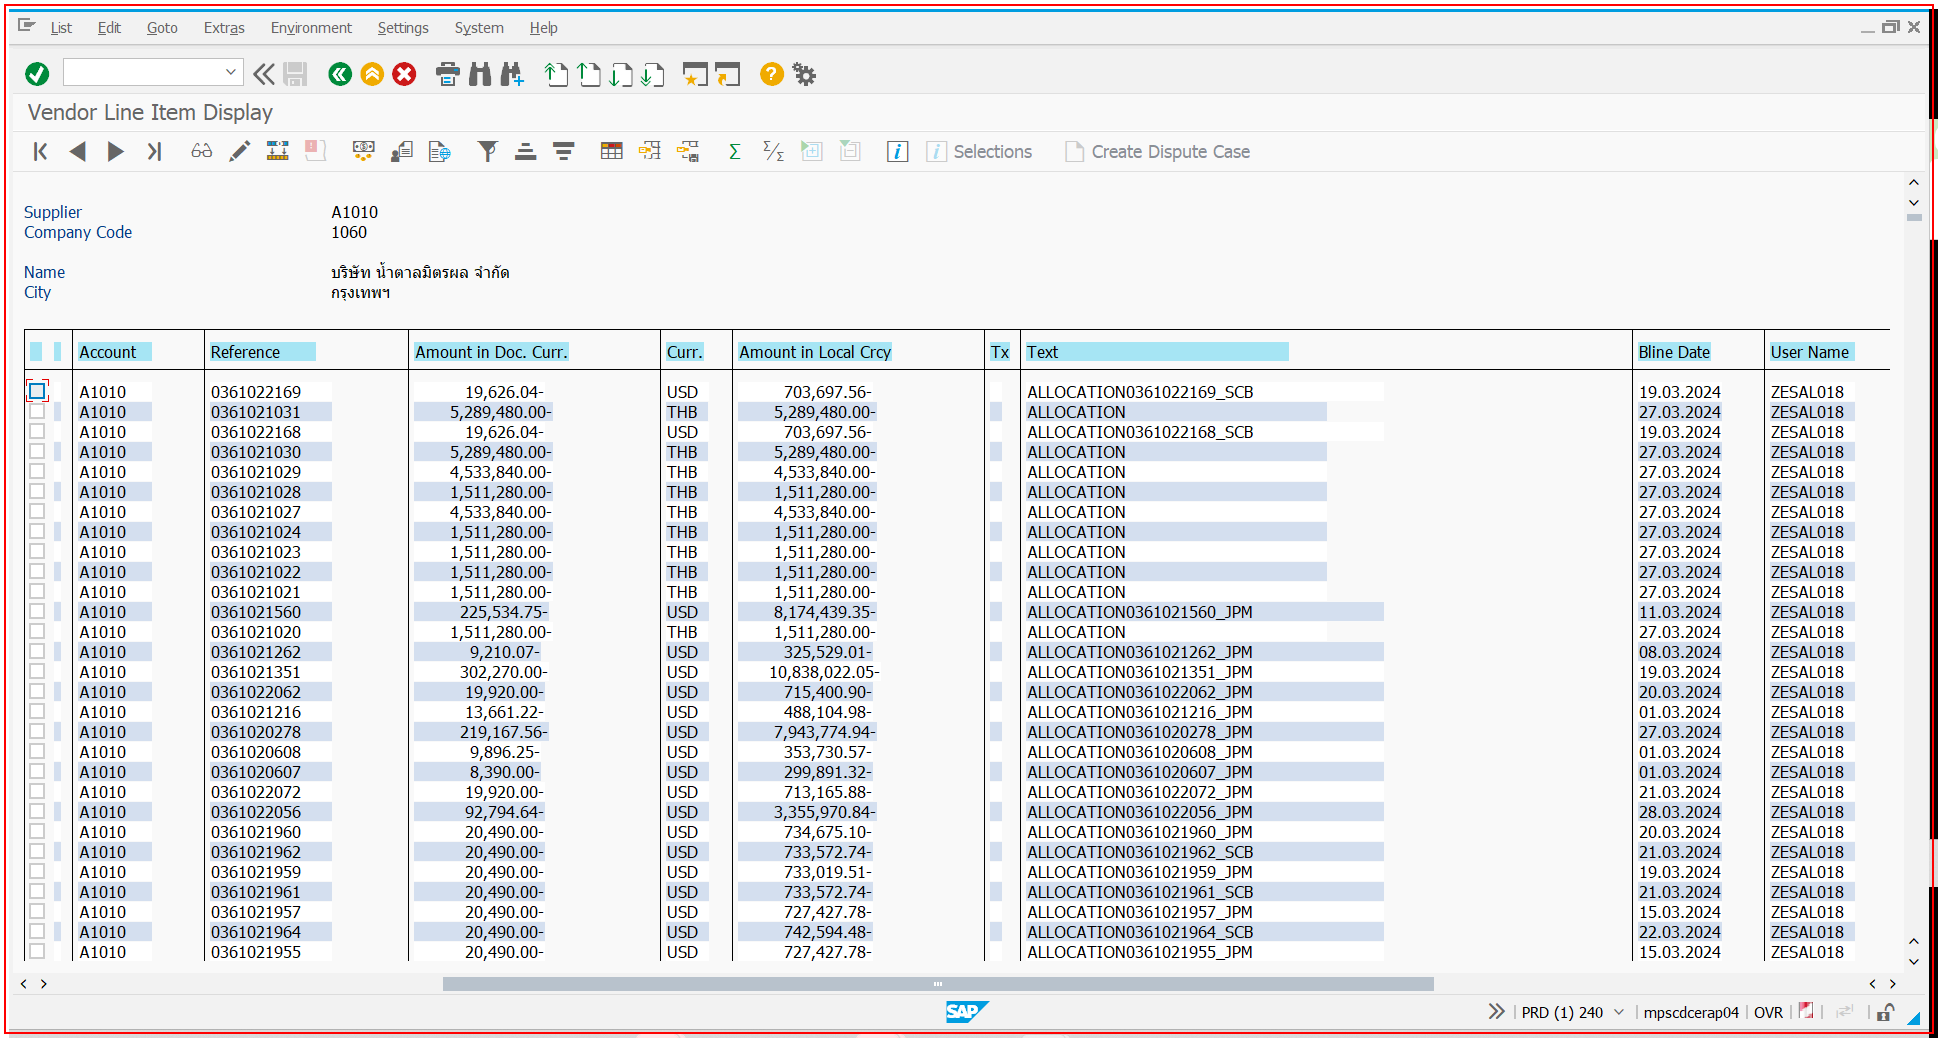 List Edit Goto Extras Environment Settings System Help
Vendor Line Item Display
Selections Create Dispute Case
Supplier A1010
Company Code 1060
Name บริษัท น้ำตาลมิตรผล จำกัด
City กรุงเทพฯ
Account Reference Amount in Doc. Curr. Curr. Amount in Local Crcy Tx Text Bline Date User Name
A1010 0361022169 19,626.04- USD 703,697.56- ALLOCATION0361022169_SCB 19.03.2024 ZESAL018
A1010 0361021031 5,289,480.00- THB 5,289,480.00- ALLOCATION 27.03.2024 ZESAL018
A1010 0361022168 19,626.04- USD 703,697.56- ALLOCATION0361022168_SCB 19.03.2024 ZESAL018
A1010 0361021030 5,289,480.00- THB 5,289,480.00- ALLOCATION 27.03.2024 ZESAL018
A1010 0361021029 4,533,840.00- THB 4,533,840.00- ALLOCATION 27.03.2024 ZESAL018
A1010 0361021028 1,511,280.00- THB 1,511,280.00- ALLOCATION 27.03.2024 ZESAL018
A1010 0361021027 4,533,840.00- THB 4,533,840.00- ALLOCATION 27.03.2024 ZESAL018
A1010 0361021024 1,511,280.00- THB 1,511,280.00- ALLOCATION 27.03.2024 ZESAL018
A1010 0361021023 1,511,280.00- THB 1,511,280.00- ALLOCATION 27.03.2024 ZESAL018
A1010 0361021022 1,511,280.00- THB 1,511,280.00- ALLOCATION 27.03.2024 ZESAL018
A1010 0361021021 1,511,280.00- THB 1,511,280.00- ALLOCATION 27.03.2024 ZESAL018
A1010 0361021560 225,534.75- USD 8,174,439.35- ALLOCATION0361021560_JPM 11.03.2024 ZESAL018
A1010 0361021020 1,511,280.00- THB 1,511,280.00- ALLOCATION 27.03.2024 ZESAL018
A1010 0361021262 9,210.07- USD 325,529.01- ALLOCATION0361021262_JPM 08.03.2024 ZESAL018
A1010 0361021351 302,270.00- USD 10,838,022.05- ALLOCATION0361021351_JPM 19.03.2024 ZESAL018
A1010 0361022062 19,920.00- USD 715,400.90- ALLOCATION0361022062_JPM 20.03.2024 ZESAL018
A1010 0361021216 13,661.22- USD 488,104.98- ALLOCATION0361021216_JPM 01.03.2024 ZESAL018
A1010 0361020278 219,167.56- USD 7,943,774.94- ALLOCATION0361020278_JPM 27.03.2024 ZESAL018
A1010 0361020608 9,896.25- USD 353,730.57- ALLOCATION0361020608_JPM 01.03.2024 ZESAL018
A1010 0361020607 8,390.00- USD 299,891.32- ALLOCATION0361020607_JPM 01.03.2024 ZESAL018
A1010 0361022072 19,920.00- USD 713,165.88- ALLOCATION0361022072_JPM 21.03.2024 ZESAL018
A1010 0361022056 92,794.64- USD 3,355,970.84- ALLOCATION0361022056_JPM 28.03.2024 ZESAL018
A1010 0361021960 20,490.00- USD 734,675.10- ALLOCATION0361021960_JPM 20.03.2024 ZESAL018
A1010 0361021962 20,490.00- USD 733,572.74- ALLOCATION0361021962_SCB 21.03.2024 ZESAL018
A1010 0361021959 20,490.00- USD 733,019.51- ALLOCATION0361021959_JPM 19.03.2024 ZESAL018
A1010 0361021961 20,490.00- USD 733,572.74- ALLOCATION0361021961_SCB 21.03.2024 ZESAL018
A1010 0361021957 20,490.00- USD 727,427.78- ALLOCATION0361021957_JPM 15.03.2024 ZESAL018
A1010 0361021964 20,490.00- USD 742,594.48- ALLOCATION0361021964_SCB 22.03.2024 ZESAL018
A1010 0361021955 20,490.00- USD 727,427.78- ALLOCATION0361021955_JPM 15.03.2024 ZESAL018
SAP PRD (1) 240 mpscdcerap04 OVR